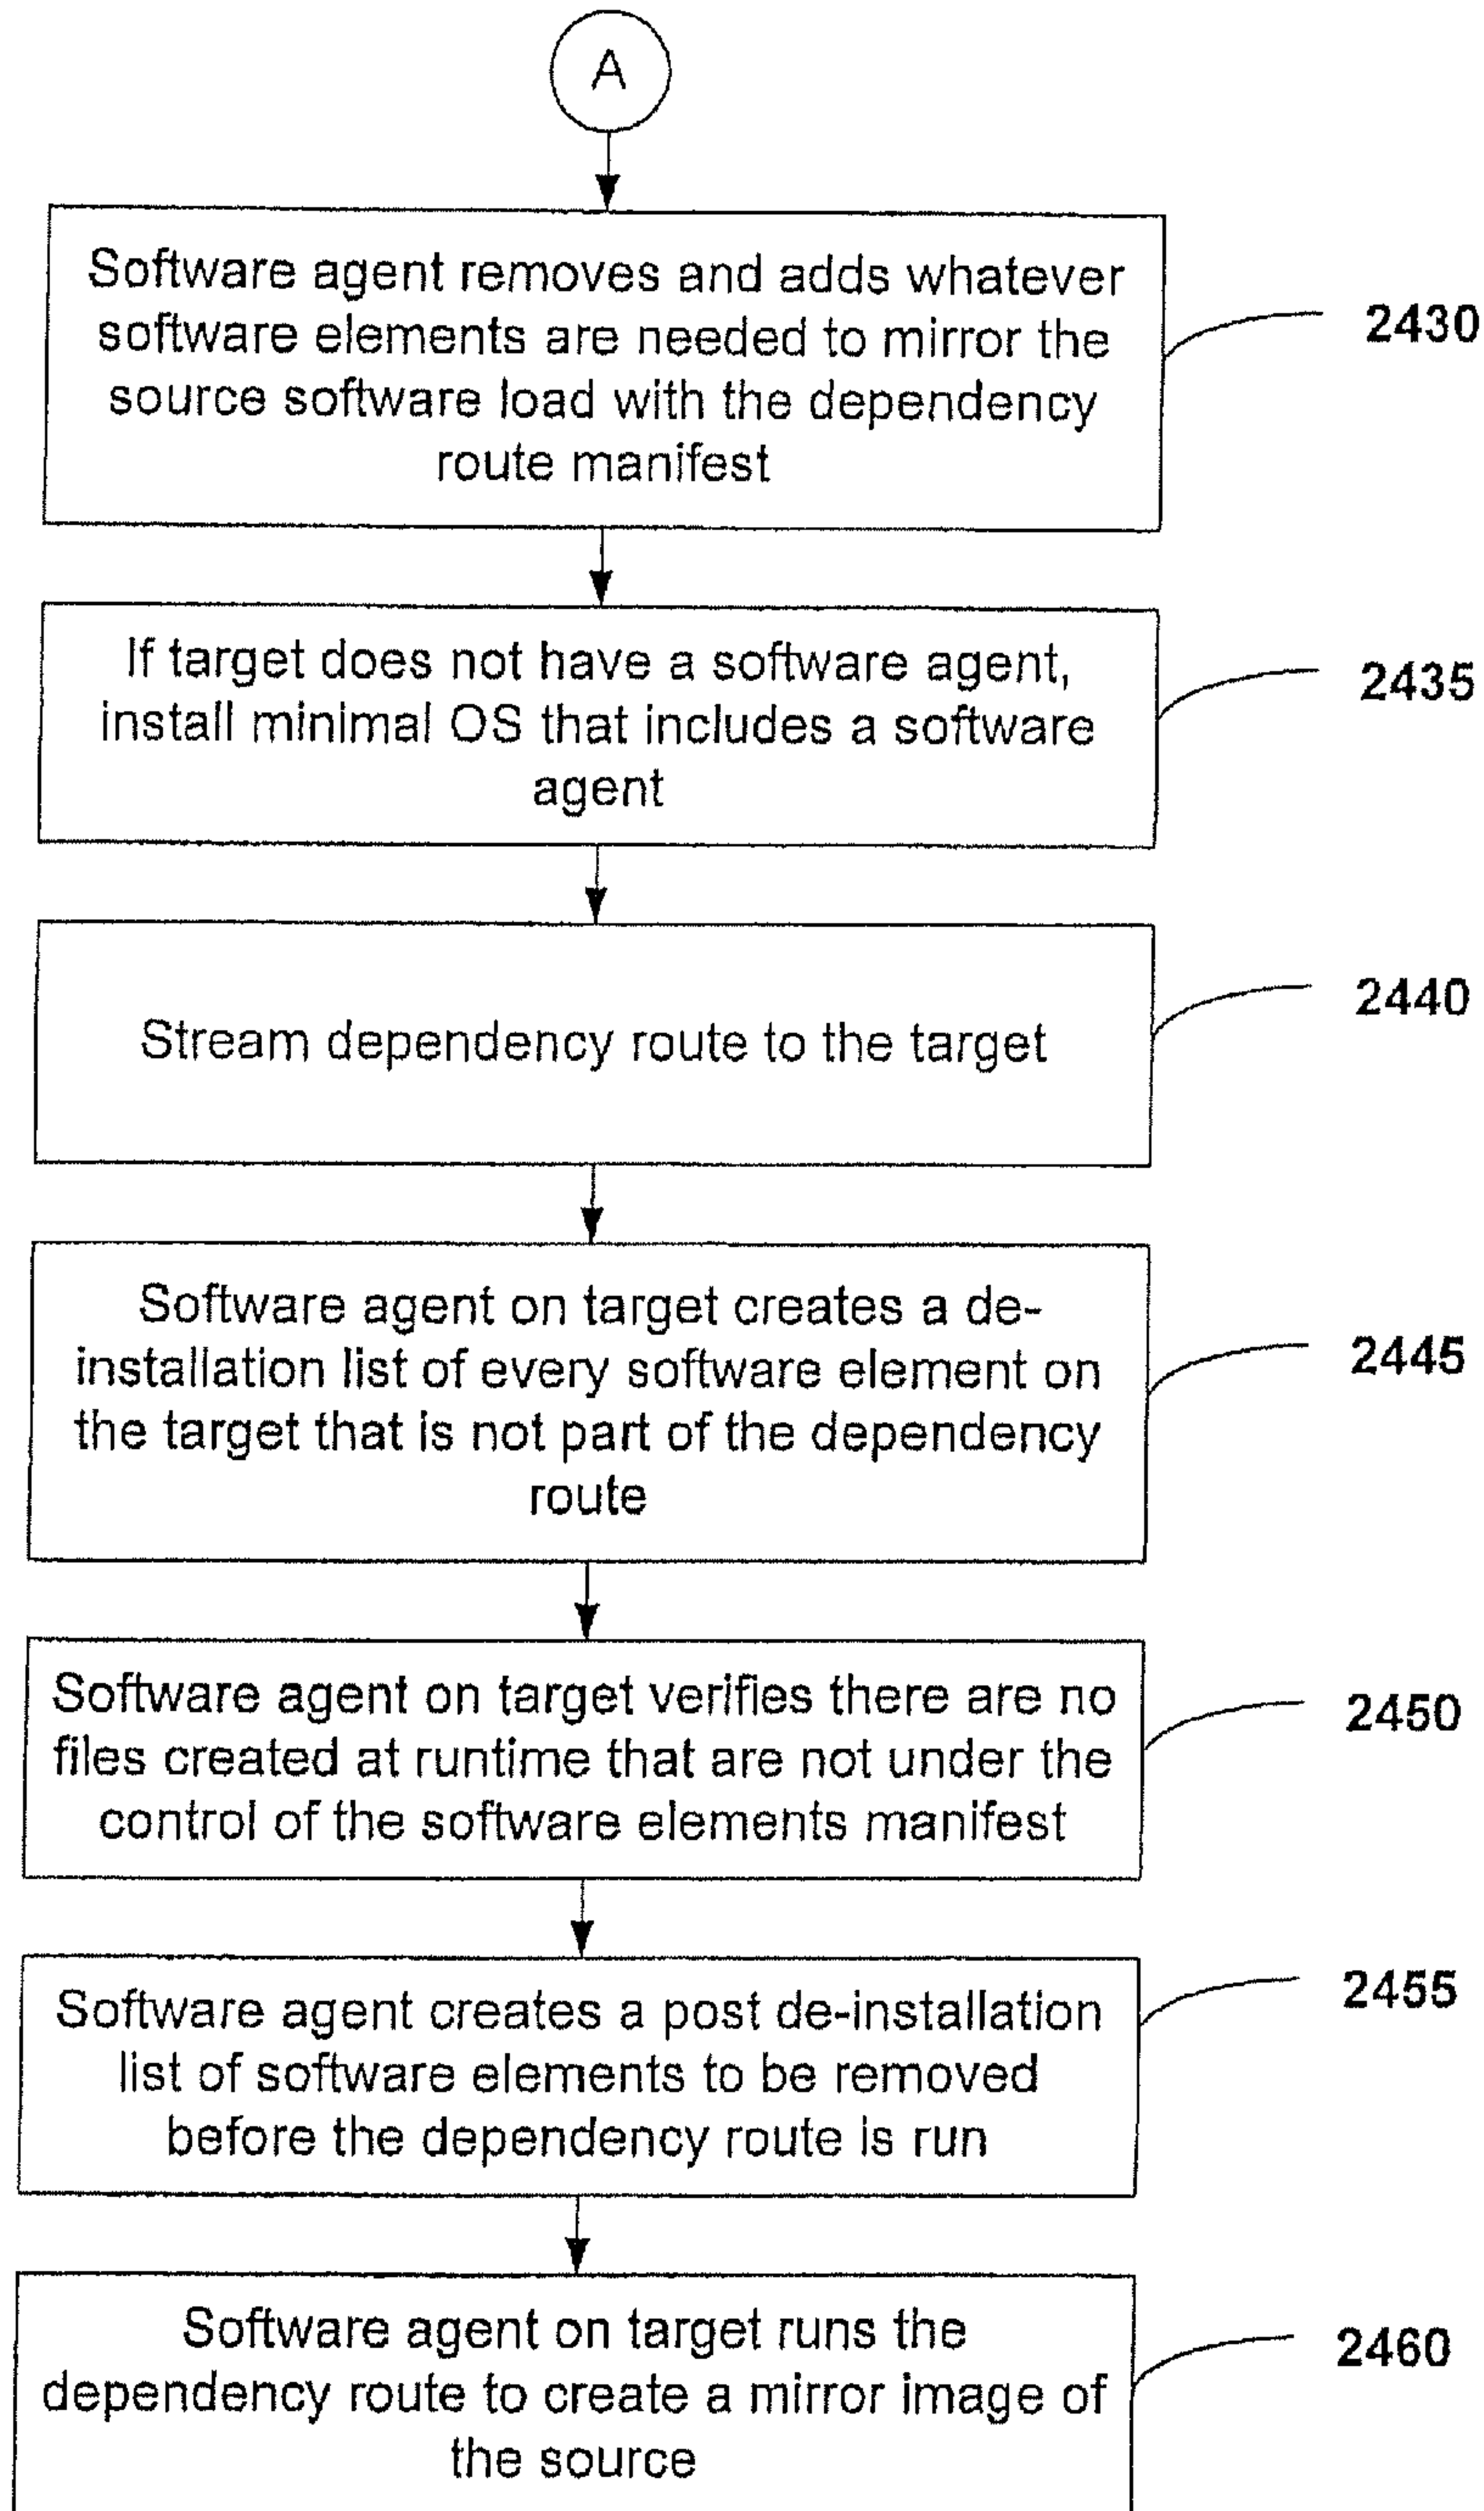 A
Software agent removes and adds whatever
software elements are needed to mirror the
source software load with the dependency
route manifest
2430
If target does not have a software agent,
install minimal OS that includes a software
agent
2435
Stream dependency route to the target
2440
Software agent on target creates a de-
installation list of every software element on
the target that is not part of the dependency
route
2445
Software agent on target verifies there are no
files created at runtime that are not under the
control of the software elements manifest
2450
Software agent creates a post de-installation
list of software elements to be removed
before the dependency route is run
2455
Software agent on target runs the
dependency route to create a mirror image of
the source
2460